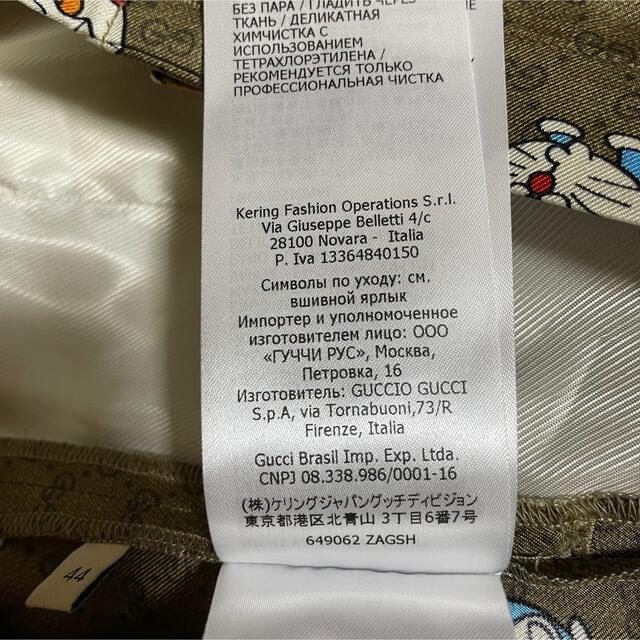 БЕЗ ПАРА / ГЛАДИТЬ ЧЕРЕЗ
ТКАНЬ / ДЕЛИКАТНАЯ
ХИМЧИСТКА С
ИСПОЛЬЗОВАНИЕМ
ТЕТРАХЛОРЭТИЛЕНА /
РЕКОМЕНДУЕТСЯ ТОЛЬКО
ПРОФЕССИОНАЛЬНАЯ ЧИСТКА
Kering Fashion Operations S.r.l.
Via Giuseppe Belletti 4/c
28100 Novara - Italia
P. Iva 13364840150
Символы по уходу: см.
вшивной ярлык
Импортер и уполномоченное
изготовителем лицо: ООО
«ГУЧЧИ РУС», Москва,
Петровка, 16
Изготовитель: GUCCIO GUCCI
S.p.A, via Tornabuoni,73/R
Firenze, Italia
Gucci Brasil Imp. Exp. Ltda.
CNPJ 08.338.986/0001-16
(株)ケリングジャパングッチディビジョン
東京都港区北青山 3丁目6番7号
649062 ZAGSH
44